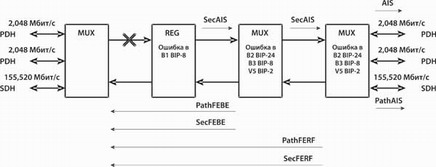 AIS
2,048 Мбит/с
PDH
2,048 Мбит/с
PDH
155,520 Мбит/с
SDH
MUX
REG
Ошибка в
B1 BIP-8
SecAIS
MUX
Ошибка в
B2 BIP-24
B3 BIP-8
V5 BIP-2
SecAIS
MUX
Ошибка в
B2 BIP-24
B3 BIP-8
V5 BIP-2
2,048 Мбит/с
PDH
2,048 Мбит/с
PDH
155,520 Мбит/с
SDH
PathAIS
PathFEBE
SecFEBE
PathFERF
SecFERF